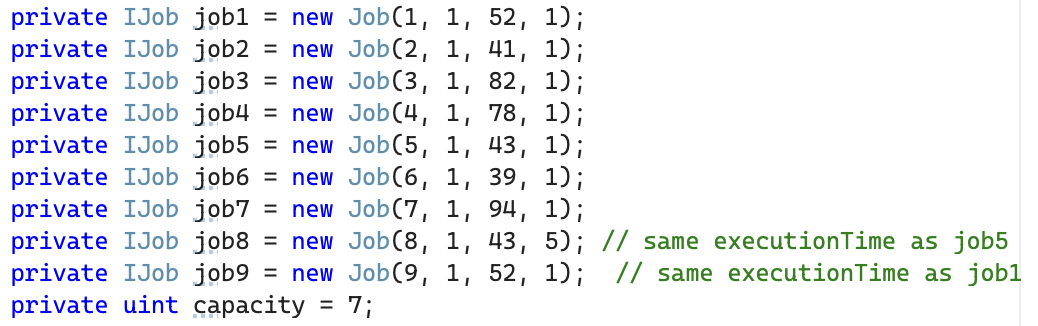 private IJob job1 = new Job(1, 1, 52, 1);
private IJob job2 = new Job(2, 1, 41, 1);
private IJob job3 = new Job(3, 1, 82, 1);
private IJob job4 = new Job(4, 1, 78, 1);
private IJob job5 = new Job(5, 1, 43, 1);
private IJob job6 = new Job(6, 1, 39, 1);
private IJob job7 = new Job(7, 1, 94, 1);
private IJob job8 = new Job(8, 1, 43, 5); // same executionTime as job5
private IJob job9 = new Job(9, 1, 52, 1);  // same executionTime as job1
private uint capacity = 7;